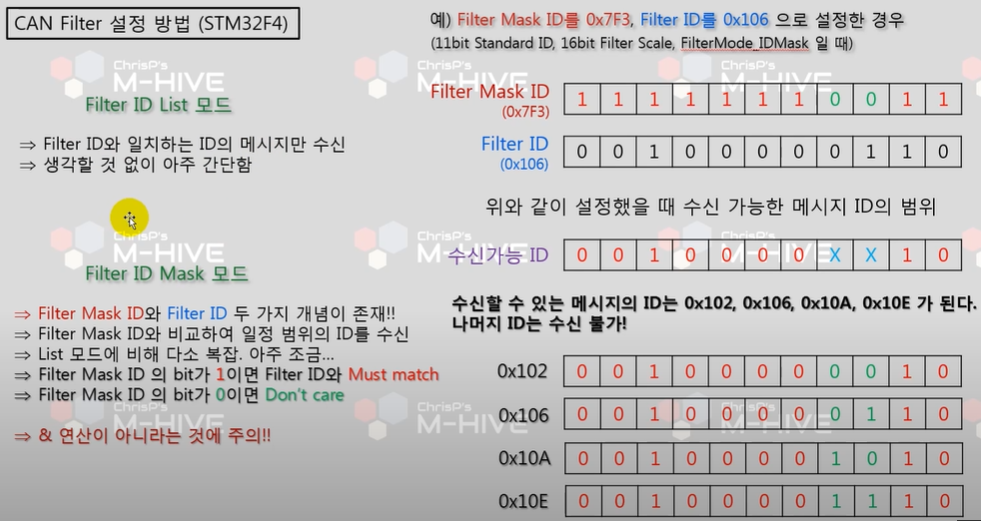 CAN Filter 설정 방법 (STM32F4)
ChrisP's
M-HIVE
Filter ID List 모드
⇒ Filter ID와 일치하는 ID의 메시지만 수신
⇒ 생각할 것 없이 아주 간단함
ChrisP's
M-HIVE
Filter ID Mask 모드
⇒ Filter Mask ID와 Filter ID 두 가지 개념이 존재!!
⇒ Filter Mask ID와 비교하여 일정 범위의 ID를 수신
⇒ List 모드에 비해 다소 복잡. 아주 조금...
⇒ Filter Mask ID 의 bit가 1이면 Filter ID와 Must match
⇒ Filter Mask ID 의 bit가 0이면 Don't care
ChrisP's
M-HIVE
⇒ & 연산이 아니라는 것에 주의!!
예) Filter Mask ID를 0x7F3, Filter ID를 0x106 으로 설정한 경우
(11bit Standard ID, 16bit Filter Scale, FilterMode_IDMask 일 때)
ChrisP's
M-HIVE
ChrisP's
M-HIVE
Filter Mask ID 1 1 1 1 1 1 1 0 0 1 1
(0x7F3)
Filter ID 0 0 1 0 0 0 0 0 1 1 0
(0x106)
위와 같이 설정했을 때 수신 가능한 메시지 ID의 범위
ChrisP's
M-HIVE
ChrisP's
M-HIVE
수신가능 ID 0 0 1 0 0 0 0 X X 1 0
수신할 수 있는 메시지의 ID는 0x102, 0x106, 0x10A, 0x10E 가 된다.
나머지 ID는 수신 불가!
0x102 0 0 1 0 0 0 0 0 0 1 0
ChrisP's
M-HIVE
ChrisP's
M-HIVE
0x106 0 0 1 0 0 0 0 0 1 1 0
0x10A 0 0 1 0 0 0 0 1 0 1 0
0x10E 0 0 1 0 0 0 0 1 1 1 0